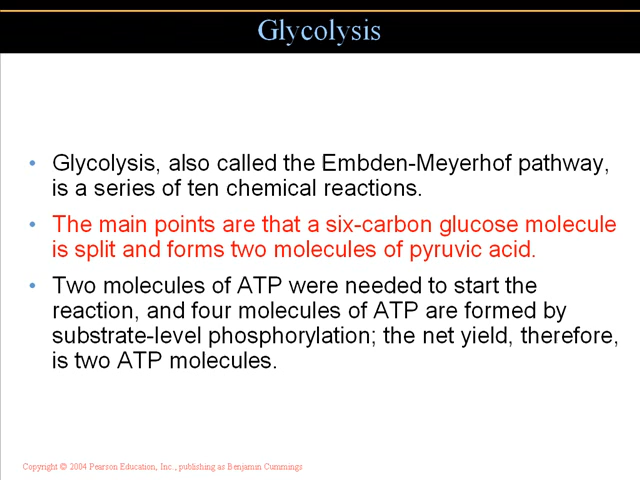 Glycolysis
• Glycolysis, also called the Embden-Meyerhof pathway,
is a series of ten chemical reactions.
• The main points are that a six-carbon glucose molecule
is split and forms two molecules of pyruvic acid.
• Two molecules of ATP were needed to start the
reaction, and four molecules of ATP are formed by
substrate-level phosphorylation; the net yield, therefore,
is two ATP molecules.
Copyright © 2004 Pearson Education, Inc., publishing as Benjamin Cummings